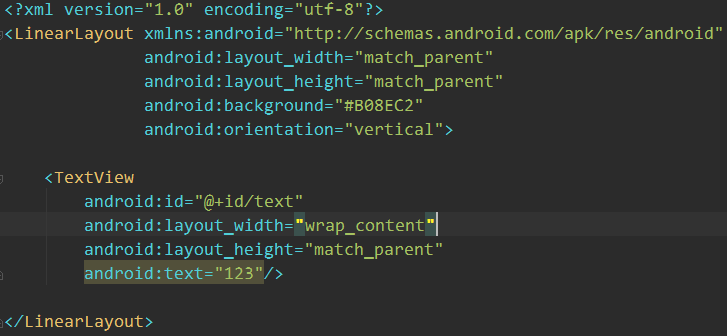 <?xml version="1.0" encoding="utf-8"?>
<LinearLayout xmlns:android="http://schemas.android.com/apk/res/android"
android:layout_width="match_parent"
android:layout_height="match_parent"
android:background="#B08EC2"
android:orientation="vertical">
<TextView
android:id="@+id/text"
android:layout_width="wrap_content"
android:layout_height="match_parent"
android:text="123"/>
</LinearLayout>